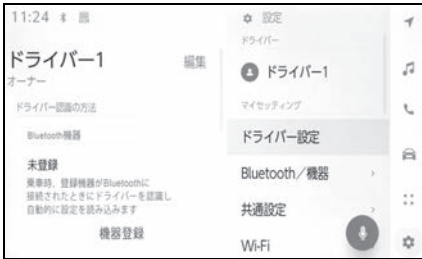 11:24
ドライバー1
編集
オーナー
ドライバー認識の方法
Bluetooth機器
未登録
乗車時、登録機器がBluetoothに
接続されたときにドライバーを認識し
自動的に設定を読み込みます
機器登録
設定
ドライバー
ドライバー1
マイセッティング
ドライバー設定
Bluetooth／機器
共通設定
Wi-Fi